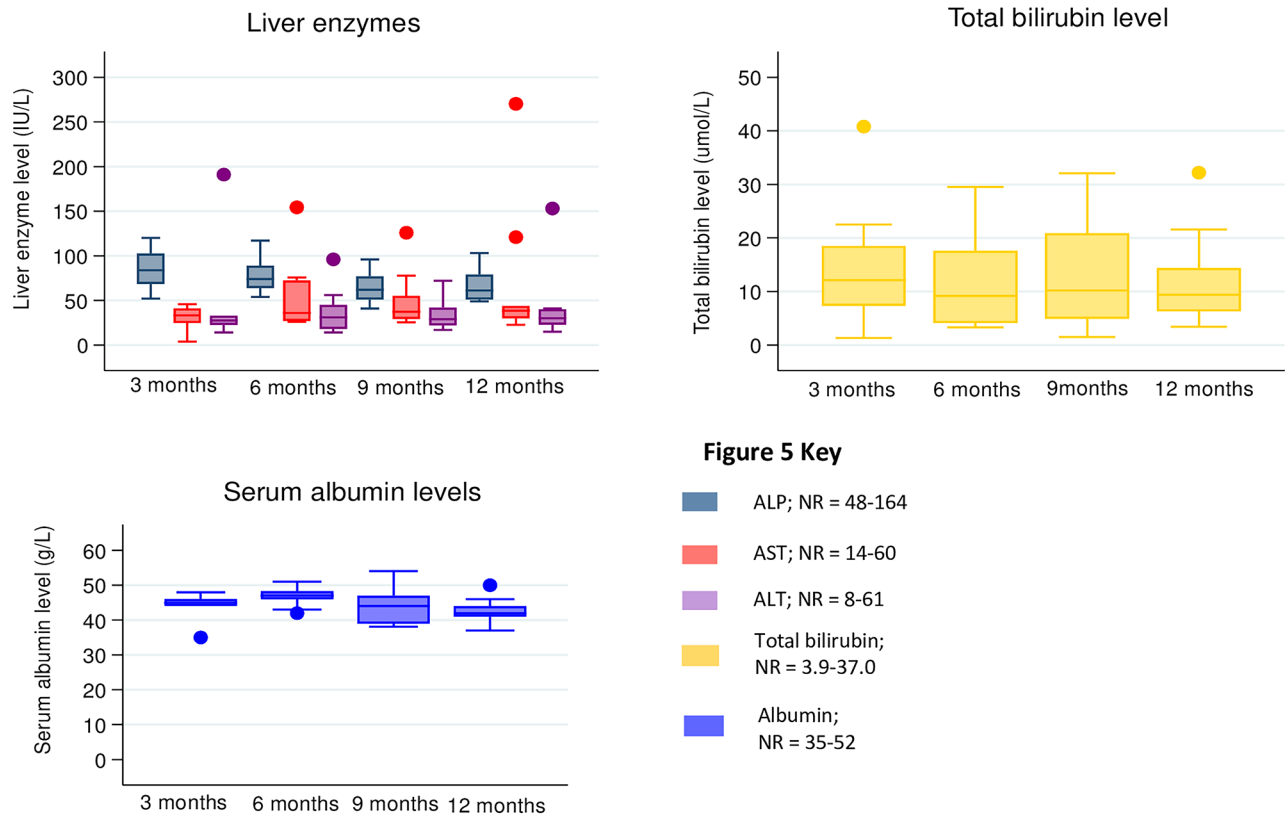 Liver enzymes
Liver enzyme level (IU/L)
300
250
200
150
100
50
0
3 months
6 months
9 months
12 months
Total bilirubin level
Total bilirubin level (umol/L)
50
40
30
20
10
0
3 months
6 months
9months
12 months
Serum albumin levels
Serum albumin level (g/L)
60
50
40
30
20
10
0
3 months
6 months
9 months
12 months
Figure 5 Key
ALP; NR = 48-164
AST; NR = 14-60
ALT; NR = 8-61
Total bilirubin;
NR = 3.9-37.0
Albumin;
NR = 35-52